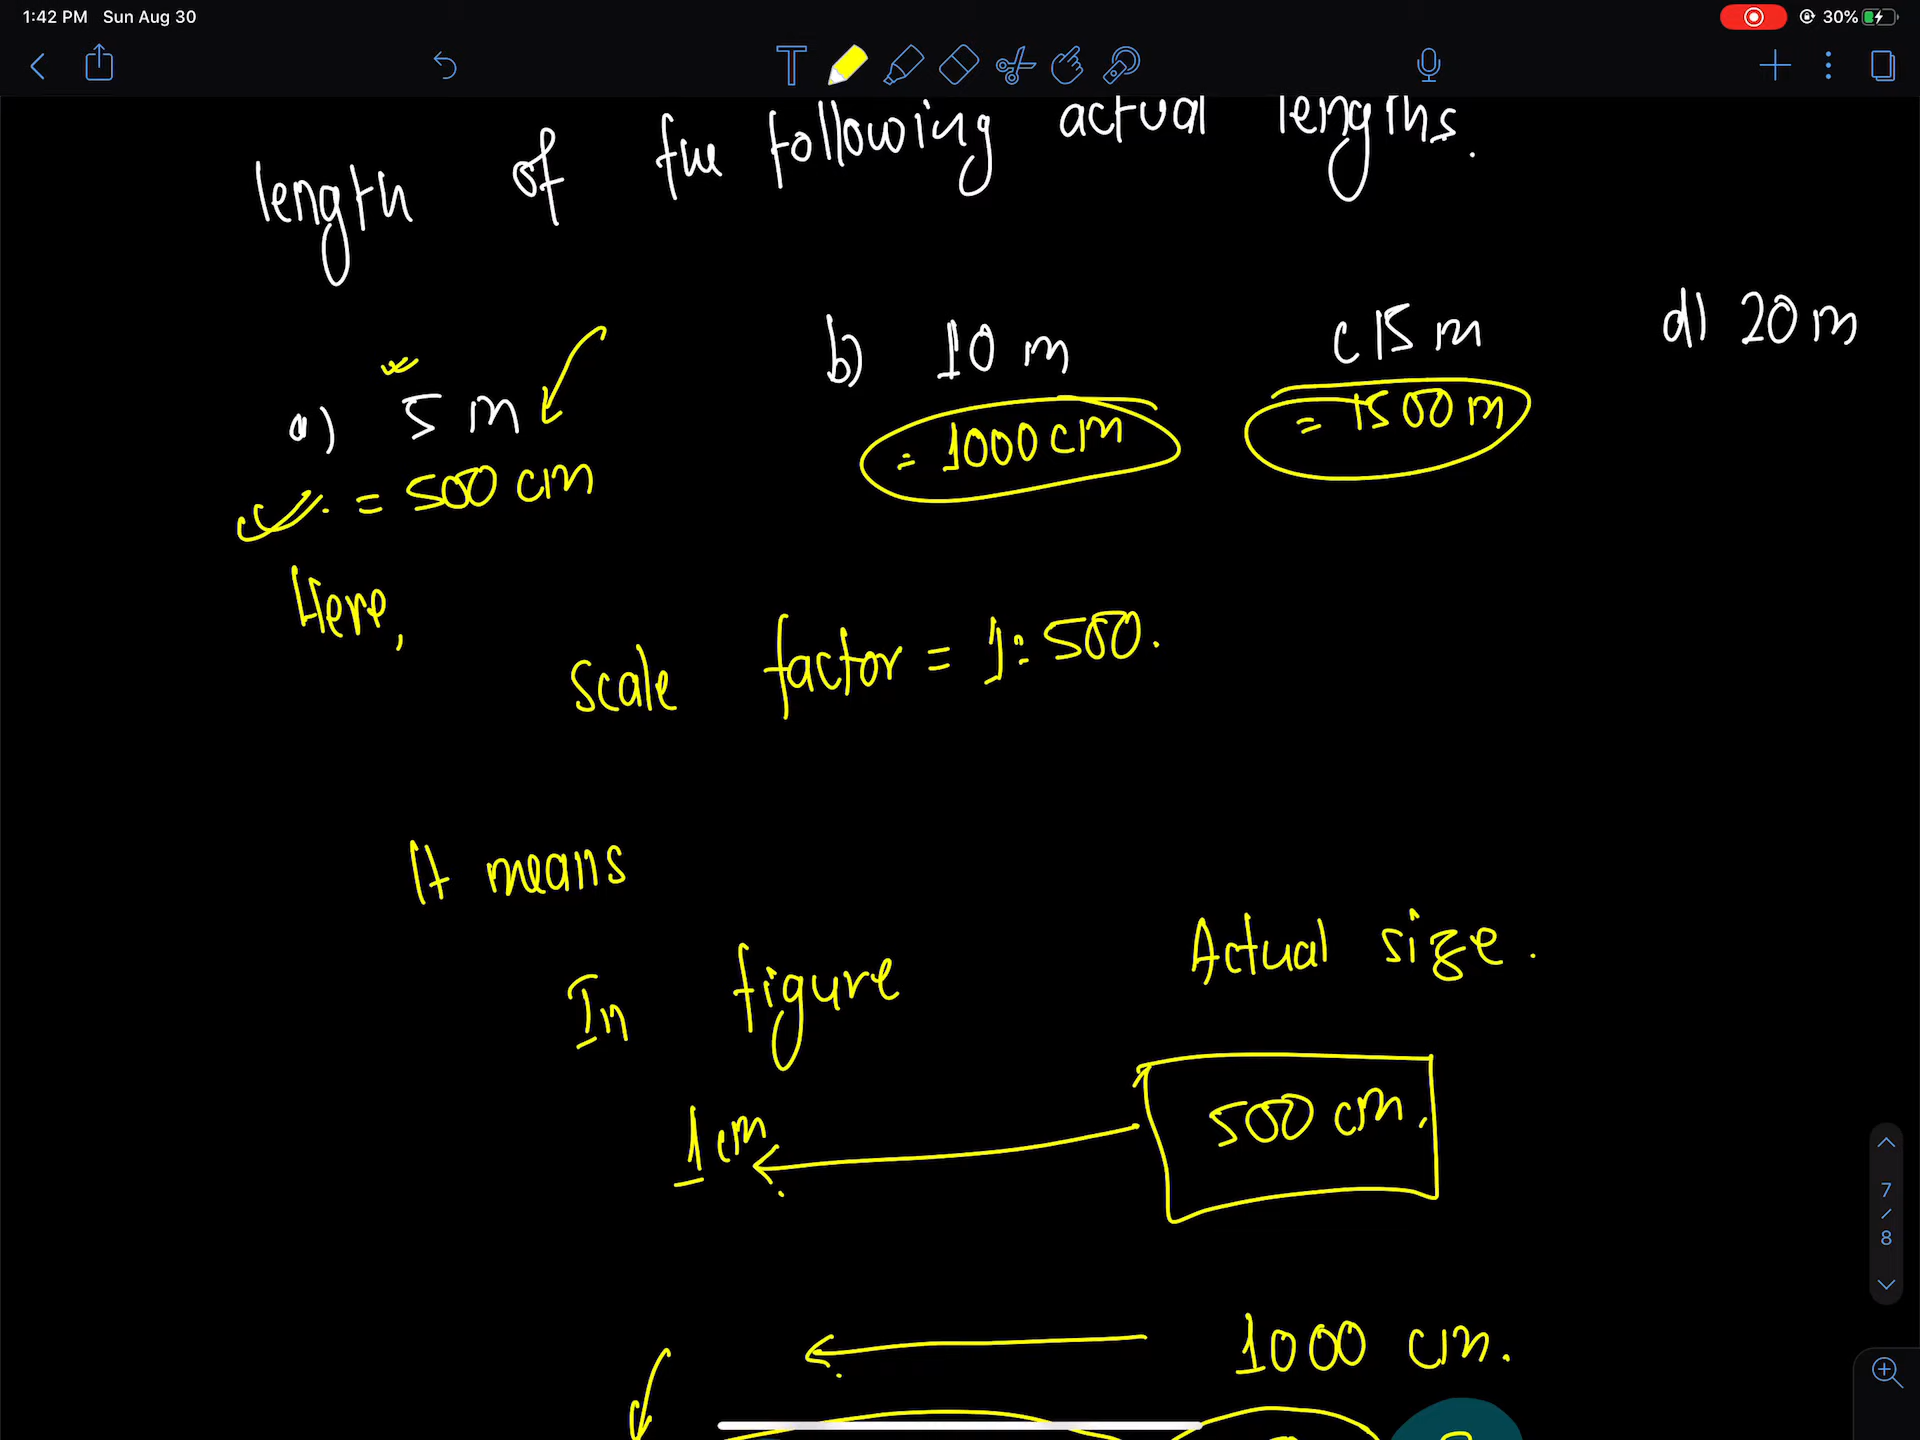 1:42 PM Sun Aug 30 30%
length of the following actual lengths.
a) 5 m b) 10 m c 15 m d) 20 m
= 500 cm = 1000 cm = 1500 m
Here,
scale factor = 1:500.
It means
In figure Actual size.
1 cm 500 cm.
1000 cm.
7
/
8